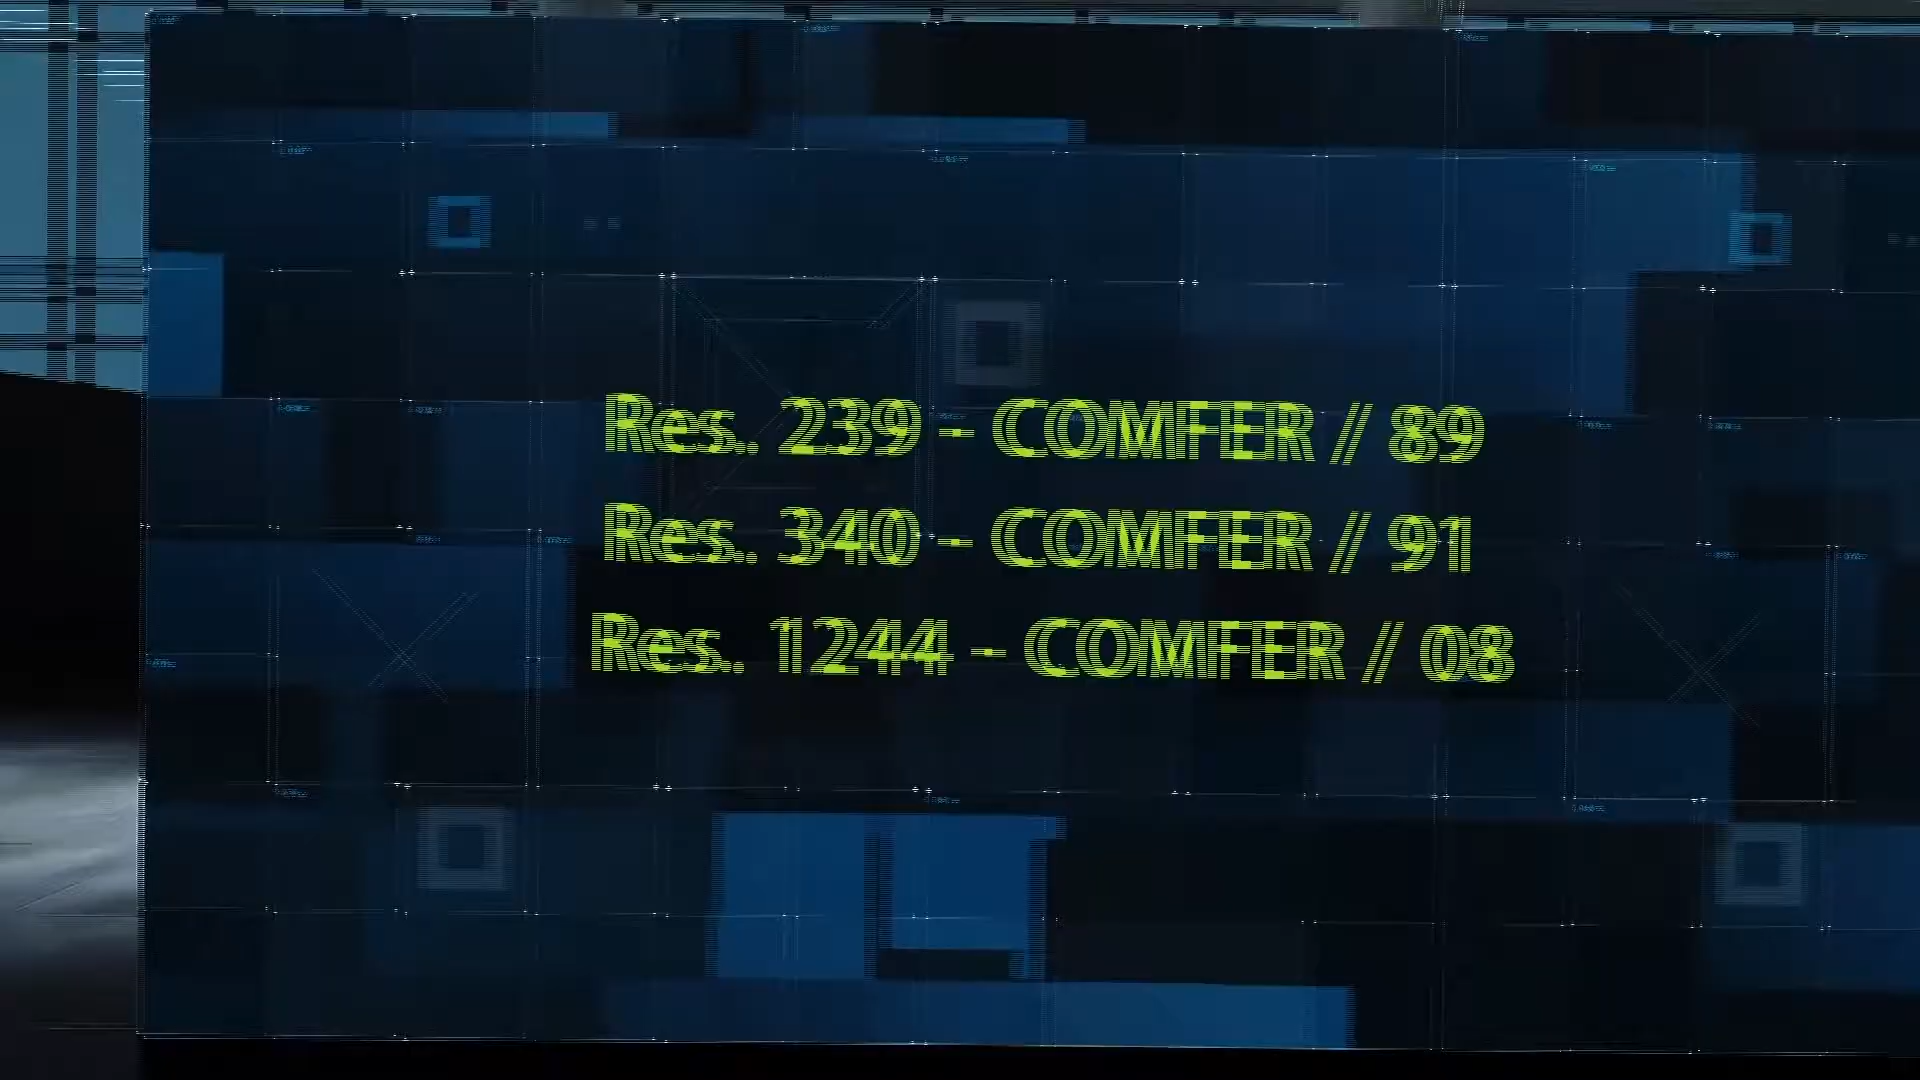 Res. 239 - COMFER // 89
Res. 340 - COMFER // 91
Res. 1244 - COMFER // 08